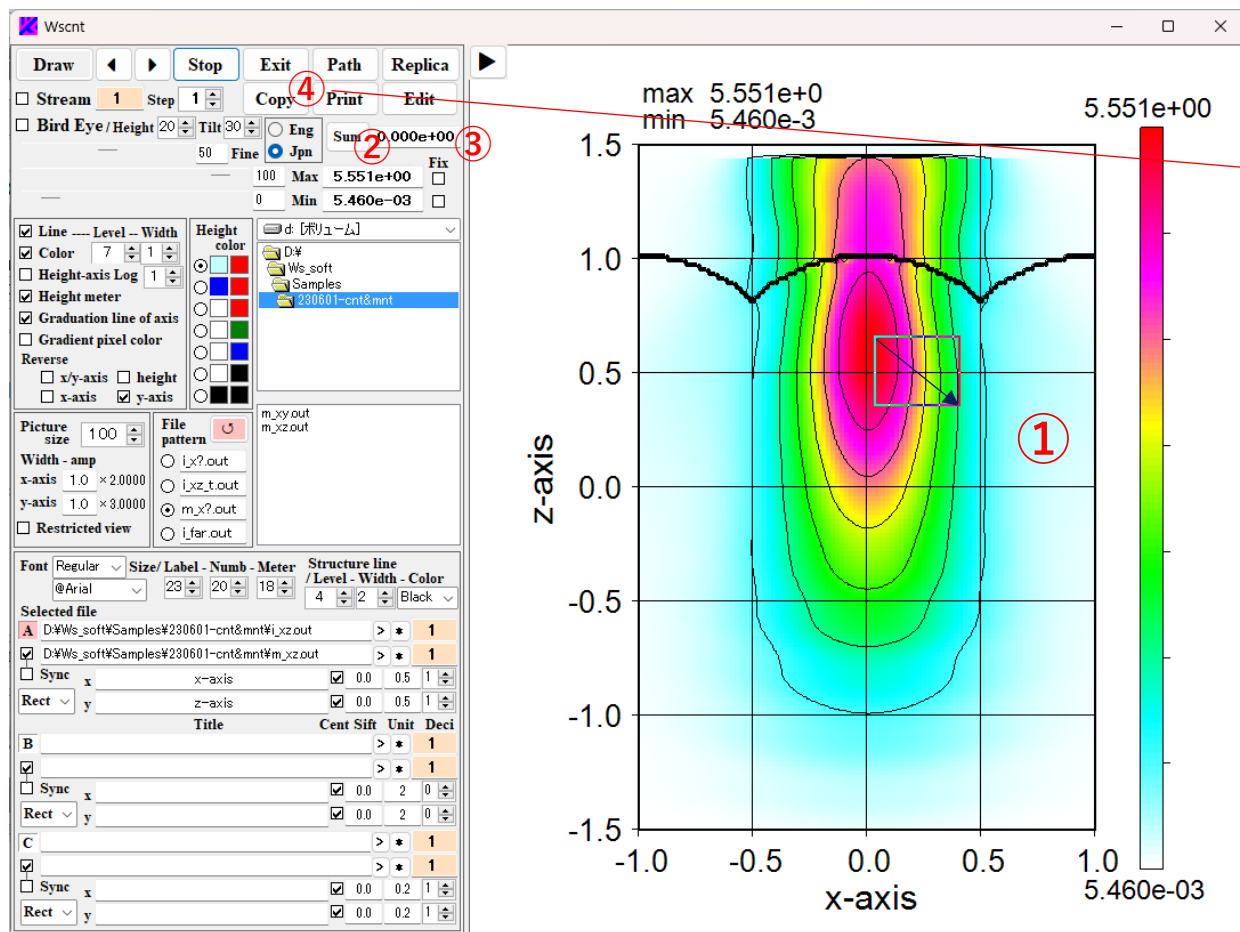 Wscnt
Draw Stop Exit Path Replica
Stream 1 Step 1 Copy Print Edit
④
Bird Eye / Height 20 Tilt 30 Eng Jpn Sum 0.000e+00
② ③
50 Fine Fix
100 Max 5.551e+00
0 Min 5.460e-03
Line ---- Level -- Width
Color 7 1
Height-axis Log 1
Height meter
Graduation line of axis
Gradient pixel color
Reverse
x/y-axis height
x-axis y-axis
Height
color
d: [ボリューム]
D:¥
Ws_soft
Samples
230601-cnt&mnt
Picture
size 100
Width - amp
x-axis 1.0 × 2.0000
y-axis 1.0 × 3.0000
Restricted view
File
pattern ↺
i_x?.out
i_xz_t.out
m_x?.out
i_far.out
m_xy.out
m_xz.out
Font Regular Size/ Label - Numb - Meter Structure line
/ Level - Width - Color
@Arial 23 20 18 4 2 Black
Selected file
A D:¥Ws_soft¥Samples¥230601-cnt&mnt¥i_xz.out > * 1
D:¥Ws_soft¥Samples¥230601-cnt&mnt¥m_xz.out > * 1
Sync x x-axis 0.0 0.5 1
Rect y z-axis 0.0 0.5 1
Title Cent Sift Unit Deci
B > * 1
> * 1
Sync x 0.0 2 0
Rect y 0.0 2 0
C > * 1
> * 1
Sync x 0.0 0.2 1
Rect y 0.0 0.2 1
max 5.551e+0
min 5.460e-3
5.551e+00
1.5
1.0
0.5
0.0
-0.5
-1.0
-1.5
z-axis
①
-1.0 -0.5 0.0 0.5 1.0
x-axis
5.460e-03